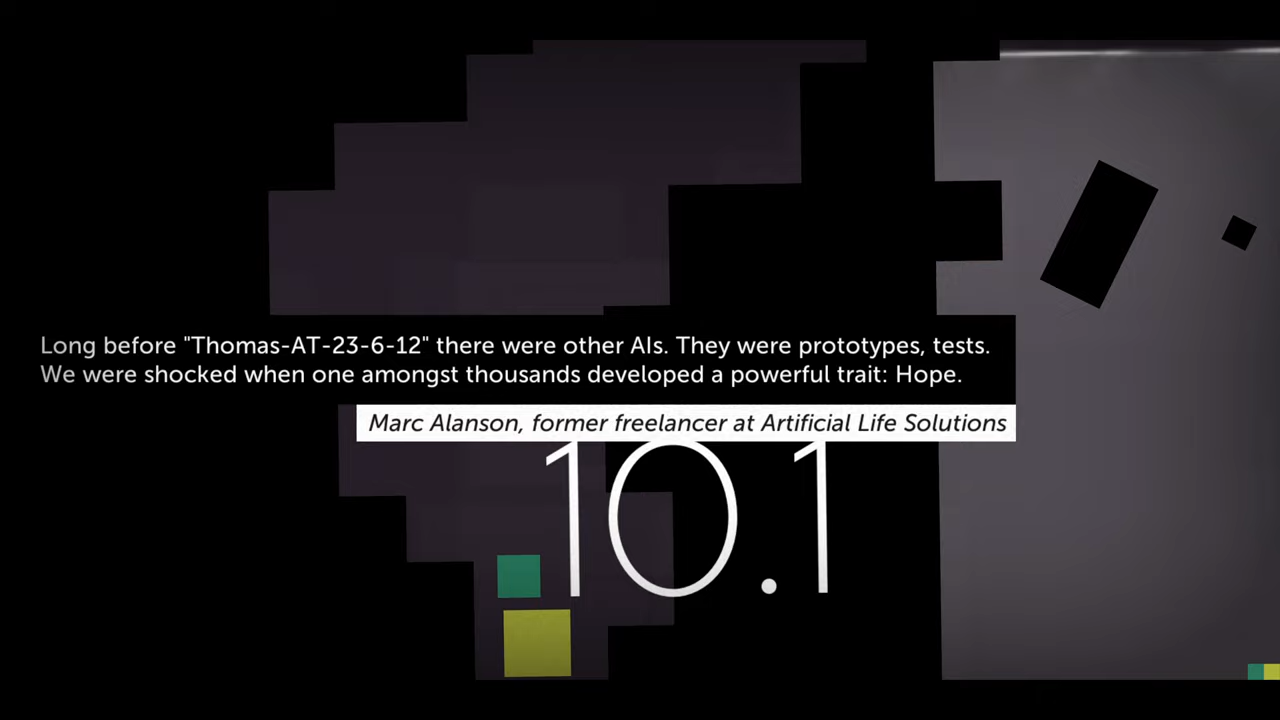 Long before "Thomas-AT-23-6-12" there were other AIs. They were prototypes, tests.
We were shocked when one amongst thousands developed a powerful trait: Hope.
Marc Alanson, former freelancer at Artificial Life Solutions
10.1